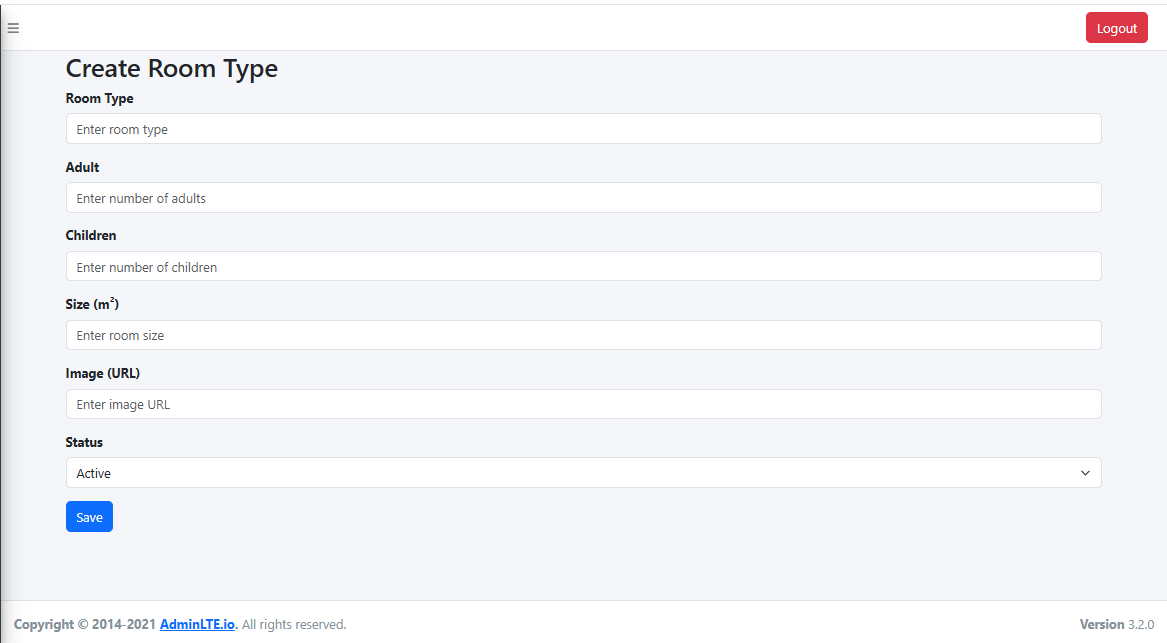 Logout
Create Room Type
Room Type
Enter room type
Adult
Enter number of adults
Children
Enter number of children
Size (m²)
Enter room size
Image (URL)
Enter image URL
Status
Active
Save
Copyright © 2014-2021 AdminLTE.io. All rights reserved.
Version 3.2.0